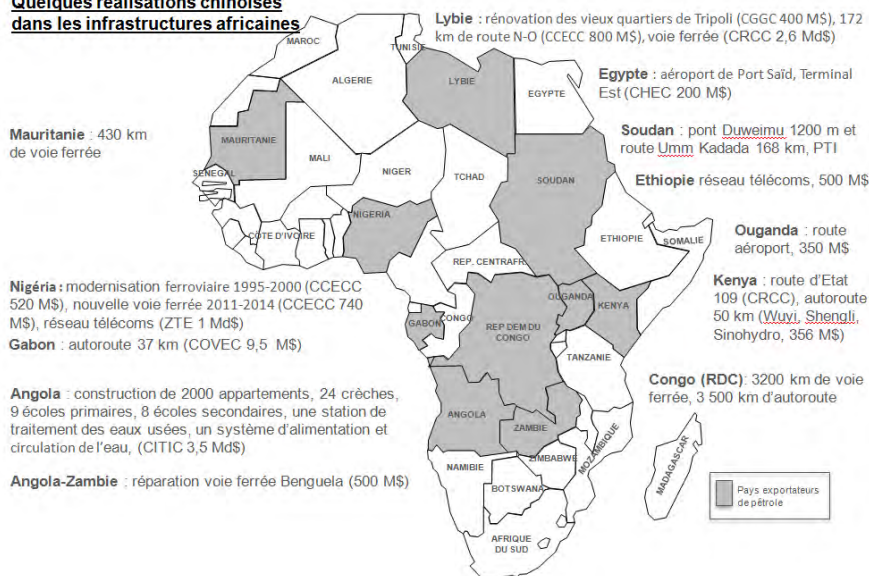 Quelques réalisations chinoises
dans les infrastructures africaines
Lybie : rénovation des vieux quartiers de Tripoli (CGGC 400 M$), 172
km de route N-O (CCECC 800 M$), voie ferrée (CRCC 2,6 Md$)
Egypte : aéroport de Port Saïd, Terminal
Est (CHEC 200 M$)
Mauritanie : 430 km
de voie ferrée
Soudan : pont Duweimu 1200 m et
route Umm Kadada 168 km, PTI
Ethiopie réseau télécoms, 500 M$
Ouganda : route
aéroport, 350 M$
Nigéria : modernisation ferroviaire 1995-2000 (CCECC
520 M$), nouvelle voie ferrée 2011-2014 (CCECC 740
M$), réseau télécoms (ZTE 1 Md$)
Gabon : autoroute 37 km (COVEC 9,5 M$)
Kenya : route d'Etat
109 (CRCC), autoroute
50 km (Wuyi, Shengli,
Sinohydro, 356 M$)
Congo (RDC): 3200 km de voie
ferrée, 3 500 km d'autoroute
Angola : construction de 2000 appartements, 24 crèches,
9 écoles primaires, 8 écoles secondaires, une station de
traitement des eaux usées, un système d'alimentation et
circulation de l'eau, (CITIC 3,5 Md$)
Angola-Zambie : réparation voie ferrée Benguela (500 M$)
MAROC
TUNISIE
ALGERIE
LYBIE
EGYPTE
MAURITANIE
MALI
NIGER
TCHAD
SOUDAN
SENEGAL
NIGERIA
CÔTE D'IVOIRE
REP. CENTRAFR.
ETHIOPIE
SOMALIE
OUGANDA
KENYA
GABON
CONGO
REP DEM DU
CONGO
TANZANIE
ANGOLA
ZAMBIE
MOZAMBIQUE
ZIMBABWE
NAMIBIE
BOTSWANA
MADAGASCAR
AFRIQUE
DU SUD
Pays exportateurs
de pétrole